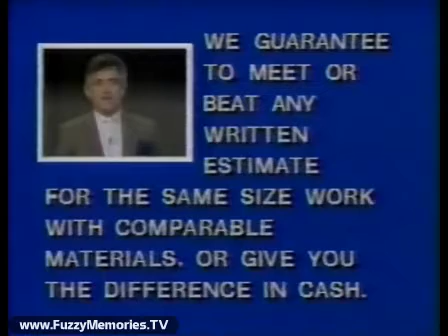 WE GUARANTEE
TO MEET OR
BEAT ANY
WRITTEN
ESTIMATE
FOR THE SAME SIZE WORK
WITH COMPARABLE
MATERIALS. OR GIVE YOU
THE DIFFERENCE IN CASH.
www.FuzzyMemories.TV